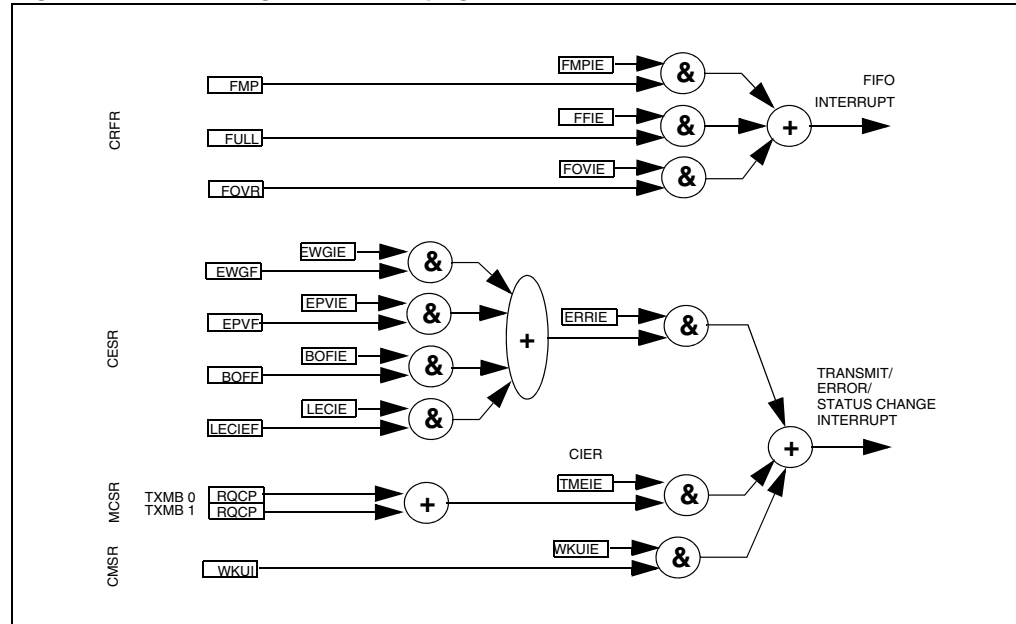 FMPIE
&
FMP
FIFO
INTERRUPT
CRFR
FFIE
&
+
FULL
FOVIE
&
FOVR
EWGIE
&
EWGF
EPVIE
&
ERRIE
&
EPVF
+
CESR
BOFIE
&
BOFF
TRANSMIT/
ERROR/
STATUS CHANGE
INTERRUPT
LECIE
&
LECIEF
+
CIER
MCSR
TXMB 0 RQCP
TXMB 1 RQCP
+
TMEIE
&
WKUIE
&
CMSR
WKUI